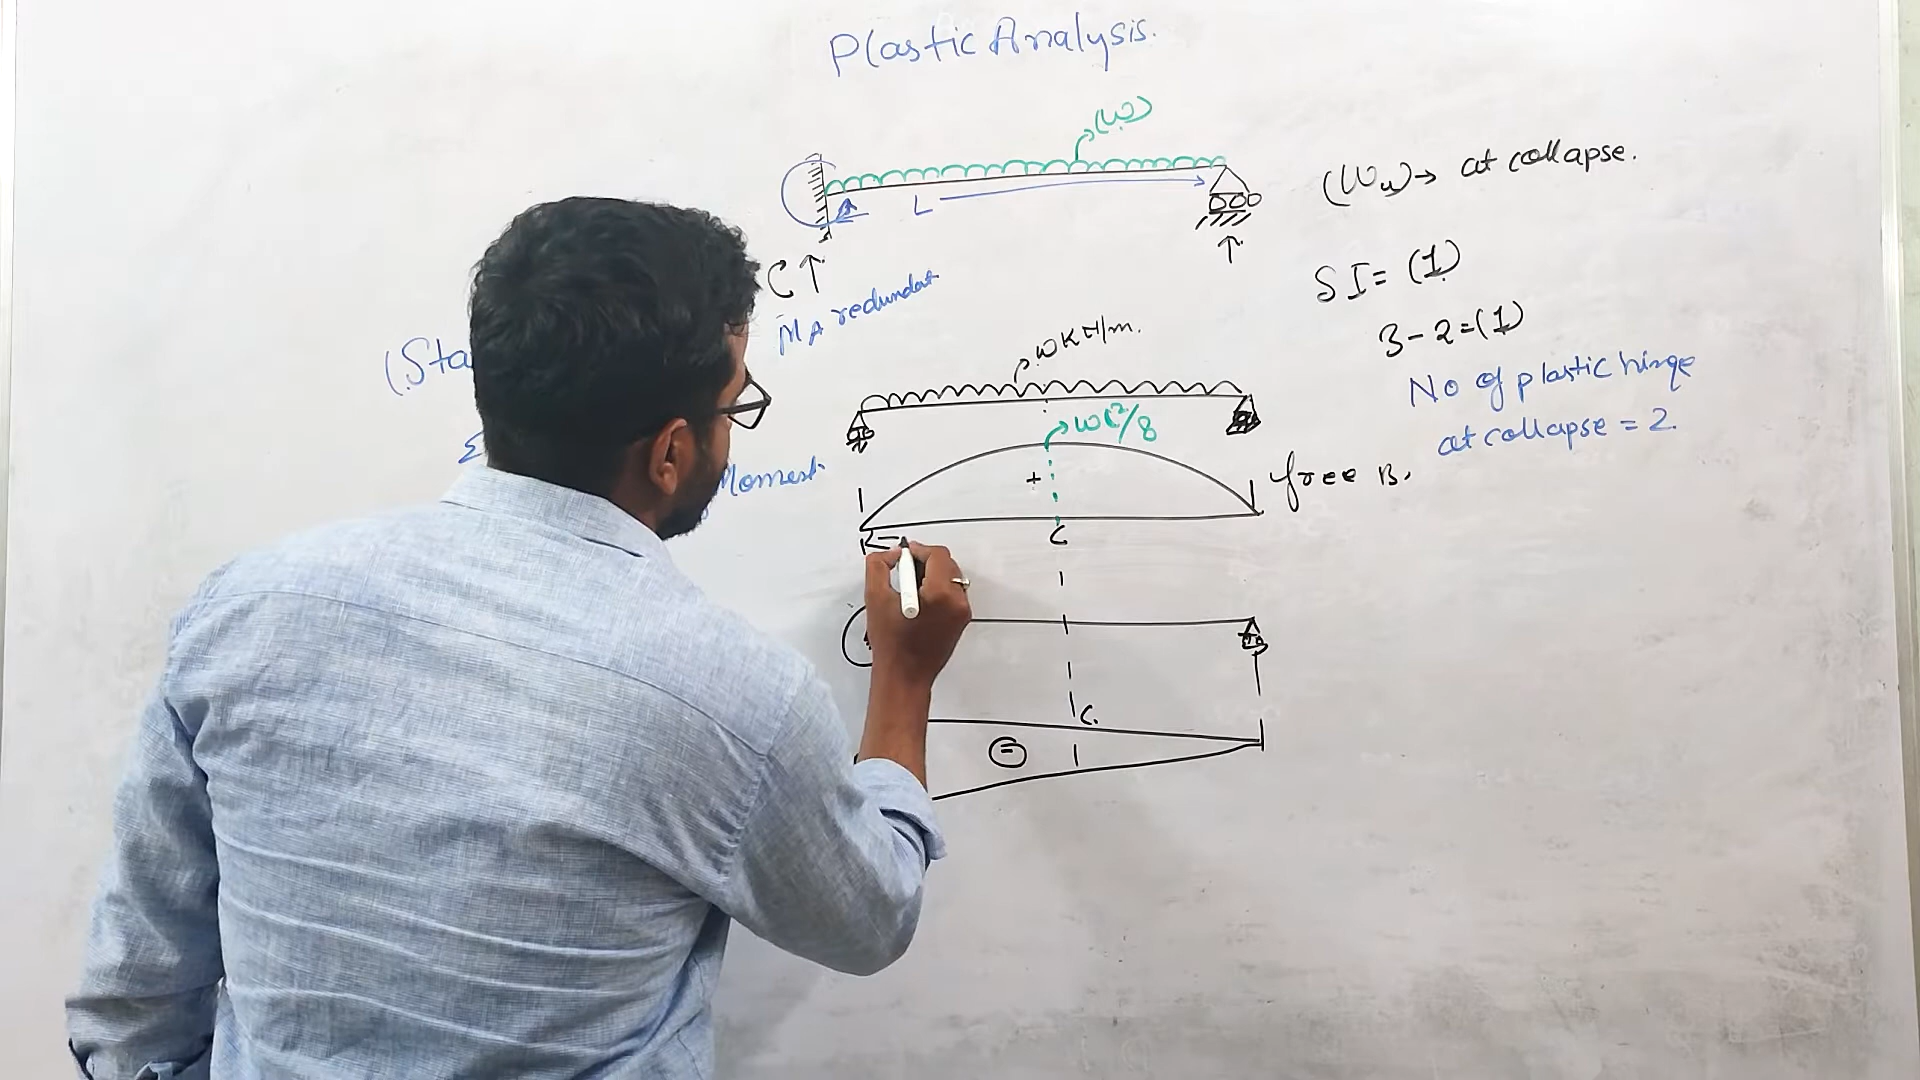 Plastic Analysis.
(W)
(Wu) → at collapse.
L
SI = (1)
MA redundat
3 - 2 = (1)
w KN/m.
(Sta
No of plastic hinge
at collapse = 2.
wl²/8
Moment
+
free B.
C
C.